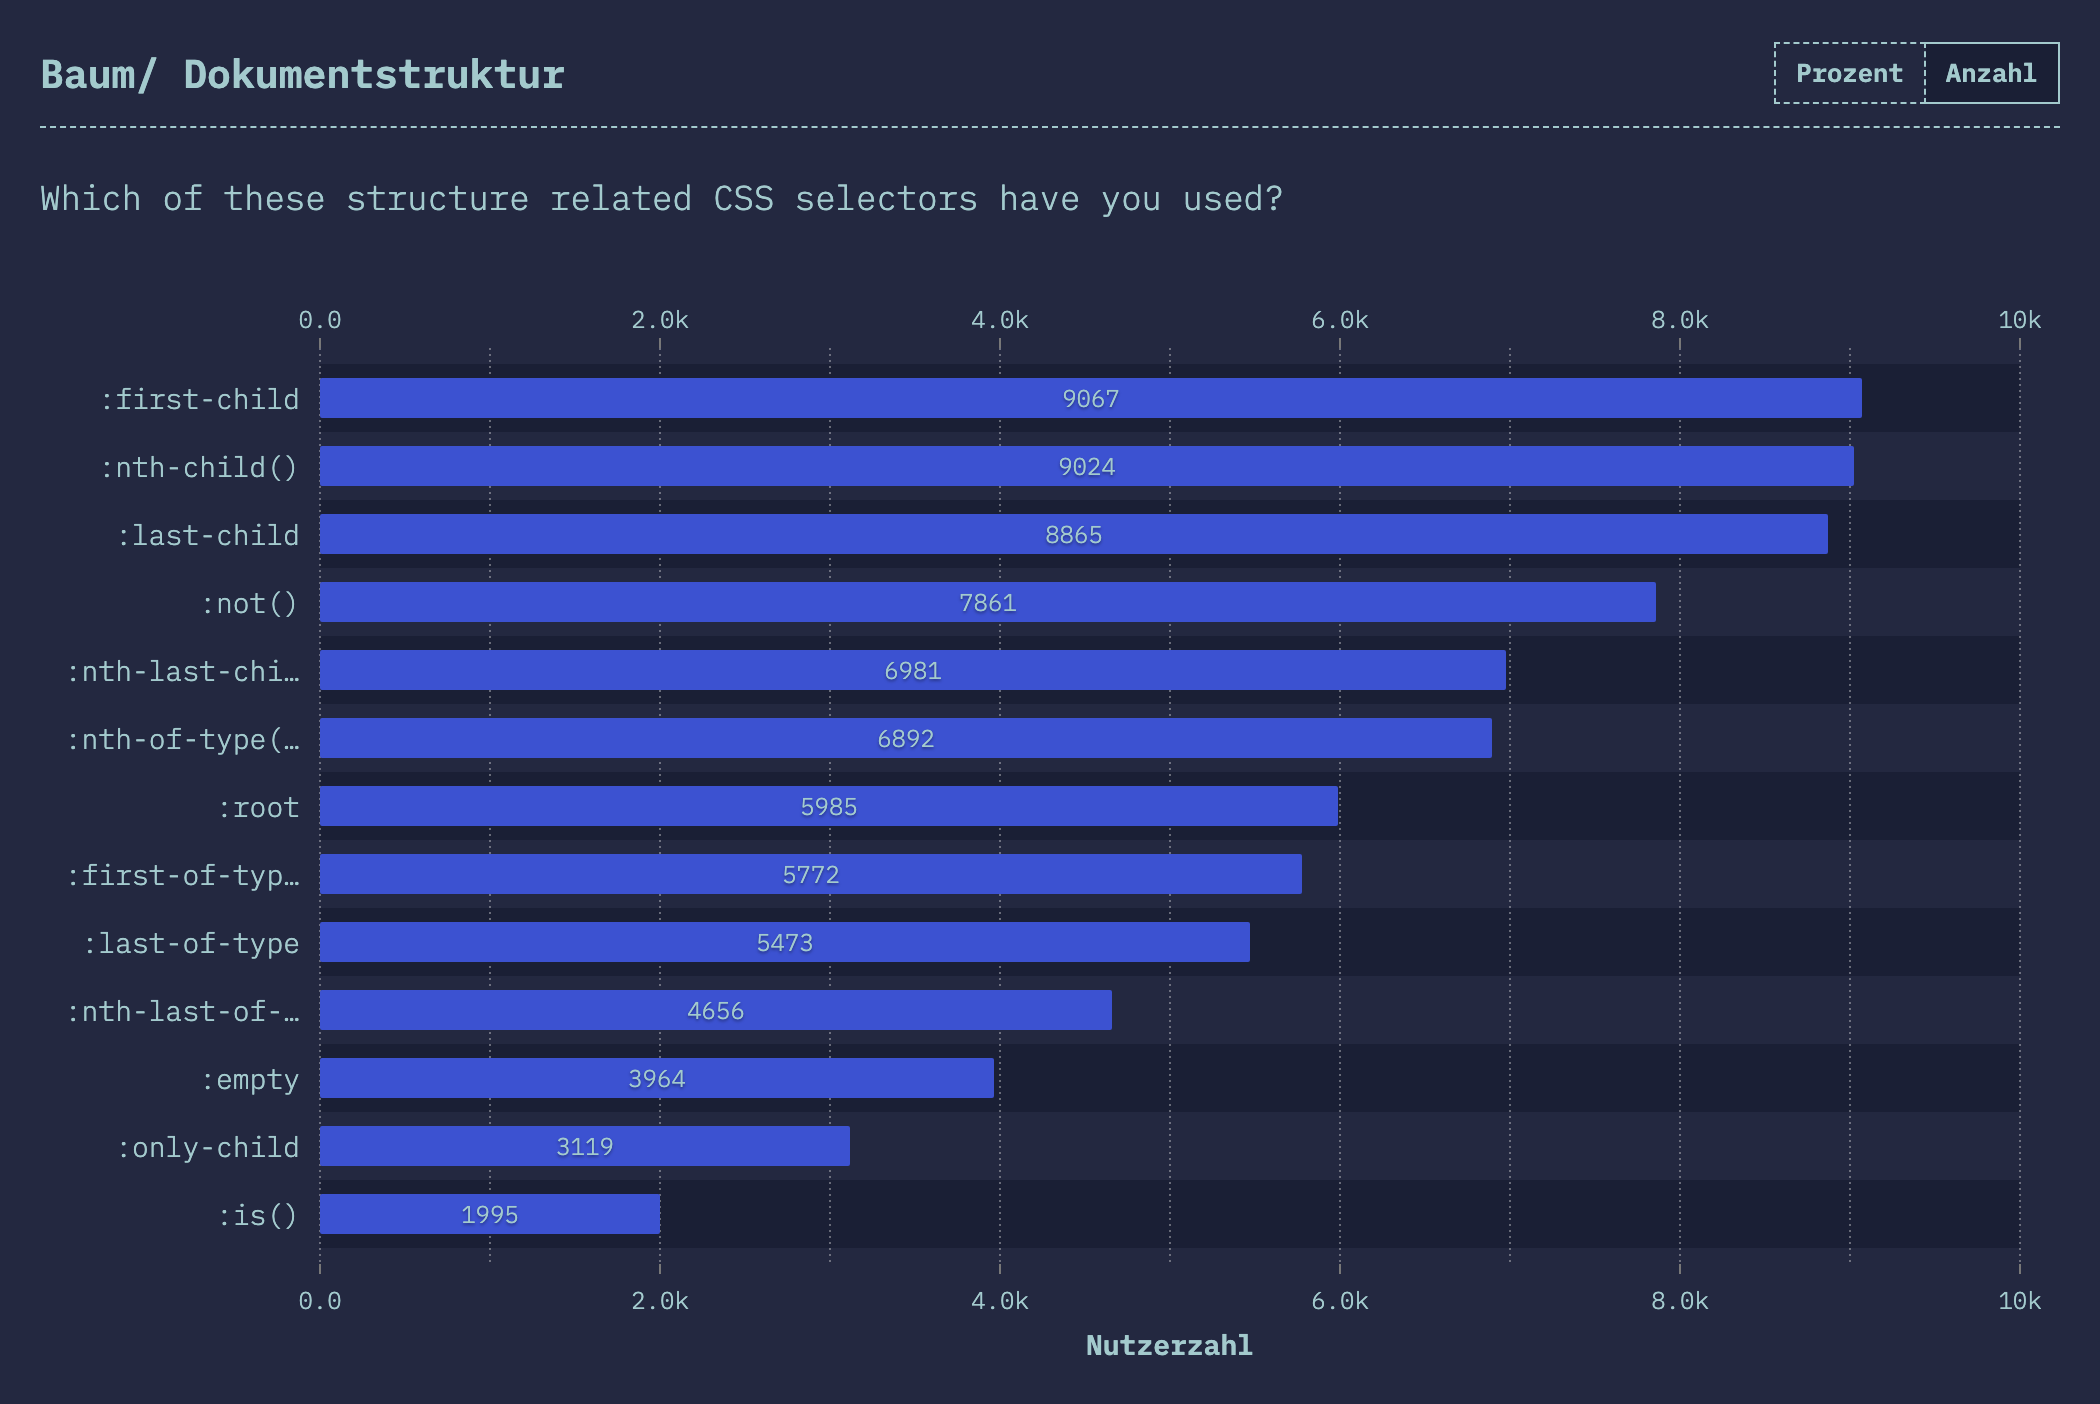 Baum/ Dokumentstruktur
Prozent Anzahl
Which of these structure related CSS selectors have you used?
0.0 2.0k 4.0k 6.0k 8.0k 10k
:first-child 9067
:nth-child() 9024
:last-child 8865
:not() 7861
:nth-last-chi… 6981
:nth-of-type(… 6892
:root 5985
:first-of-typ… 5772
:last-of-type 5473
:nth-last-of-… 4656
:empty 3964
:only-child 3119
:is() 1995
0.0 2.0k 4.0k 6.0k 8.0k 10k
Nutzerzahl